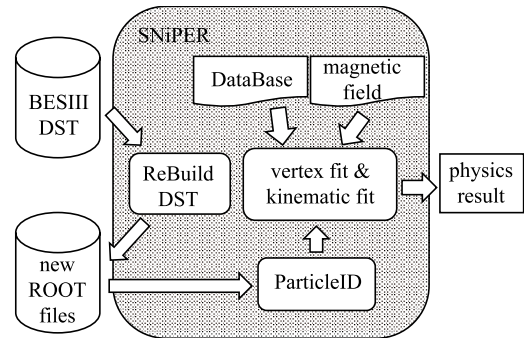 SNiPER
BESIII
DST
DataBase
magnetic
field
ReBuild
DST
vertex fit &
kinematic fit
physics
result
new
ROOT
files
ParticleID